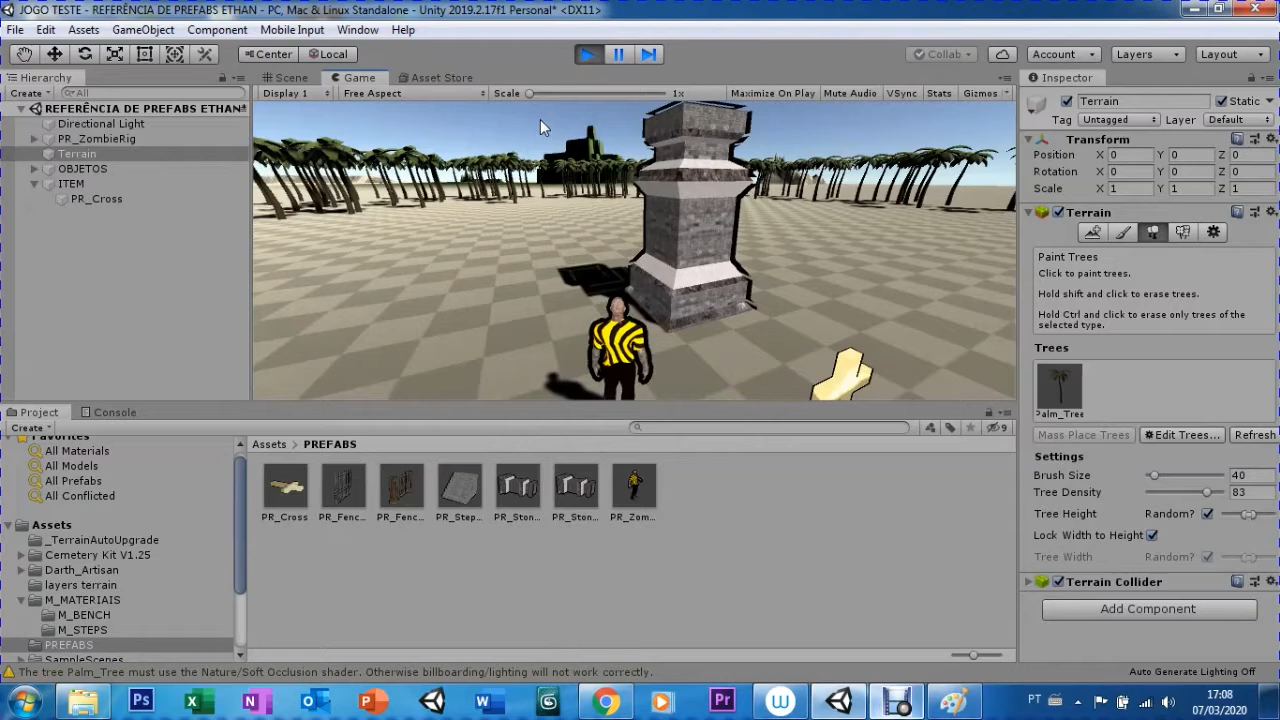 JOGO TESTE - REFERÊNCIA DE PREFABS ETHAN - PC, Mac & Linux Standalone - Unity 2019.2.17f1 Personal* <DX11>
File Edit Assets GameObject Component Mobile Input Window Help
Center Local Collab Account Layers Layout
Hierarchy Scene Game Asset Store Inspector
Create All Display 1 Free Aspect Scale 1x Maximize On Play Mute Audio VSync Stats Gizmos
Terrain Static
REFERÊNCIA DE PREFABS ETHAN*
Tag Untagged Layer Default
Directional Light
PR_ZombieRig
Terrain
OBJETOS
ITEM
PR_Cross
Transform
Position X 0 Y 0 Z 0
Rotation X 0 Y 0 Z 0
Scale X 1 Y 1 Z 1
Terrain
Paint Trees
Click to paint trees.
Hold shift and click to erase trees.
Hold Ctrl and click to erase only trees of the
selected type.
Trees
Palm_Tree
Mass Place Trees Edit Trees... Refresh
Settings
Brush Size 40
Tree Density 83
Tree Height Random?
Lock Width to Height
Tree Width Random?
Terrain Collider
Add Component
Project Console
Create
9
Favorites
All Materials
All Models
All Prefabs
All Conflicted
Assets
_TerrainAutoUpgrade
Cemetery Kit V1.25
Darth_Artisan
layers terrain
M_MATERIAIS
M_BENCH
M_STEPS
PREFABS
SampleScenes
Assets > PREFABS
PR_Cross PR_Fenc... PR_Fenc... PR_Step... PR_Ston... PR_Ston... PR_Zom...
The tree Palm_Tree must use the Nature/Soft Occlusion shader. Otherwise billboarding/lighting will not work correctly.
Auto Generate Lighting Off
PT
17:08
07/03/2020